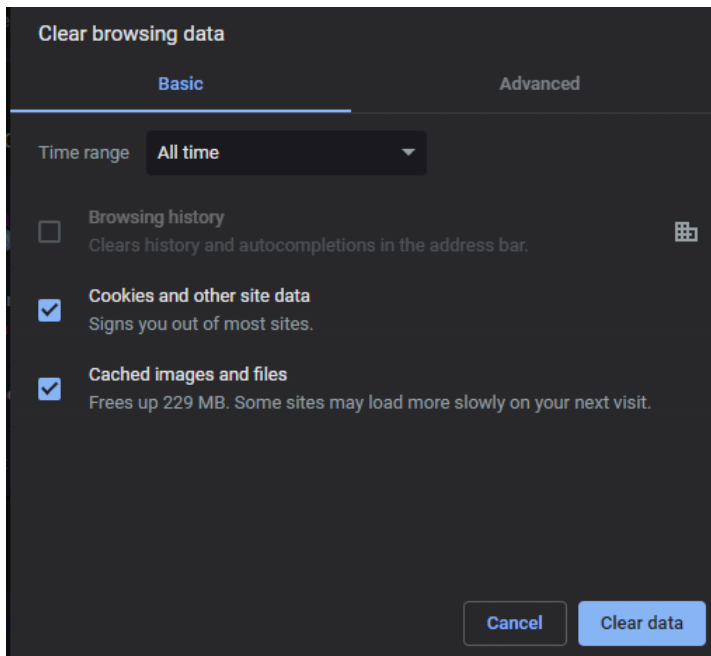 Clear browsing data
Basic
Advanced
Time range
All time
Browsing history
Clears history and autocompletions in the address bar.
Cookies and other site data
Signs you out of most sites.
Cached images and files
Frees up 229 MB. Some sites may load more slowly on your next visit.
Cancel
Clear data